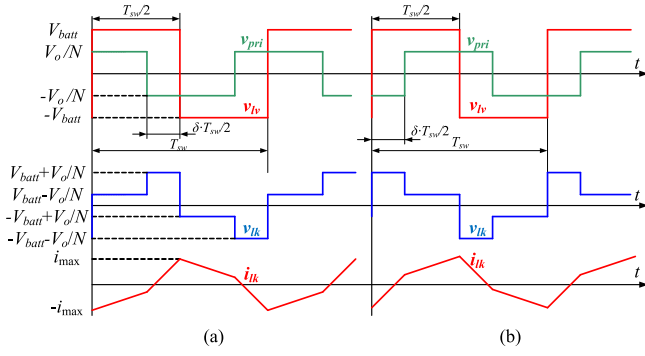 T_sw/2 T_sw/2
V_batt
V_o/N v_pri v_pri
t t
-V_o/N
-V_batt v_lv v_lv
δ·T_sw/2 δ·T_sw/2
T_sw T_sw
V_batt+V_o/N
V_batt-V_o/N
t t
-V_batt+V_o/N
-V_batt-V_o/N v_lk v_lk
i_max i_lk i_lk
t t
-i_max
(a) (b)